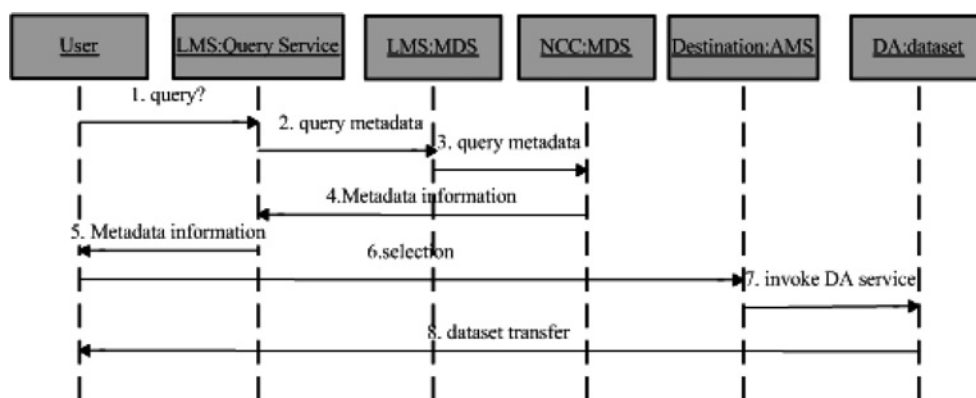 User LMS:Query Service LMS:MDS NCC:MDS Destination:AMS DA:dataset
1. query?
2. query metadata
3. query metadata
4.Metadata information
5. Metadata information
6.selection
7. invoke DA service
8. dataset transfer